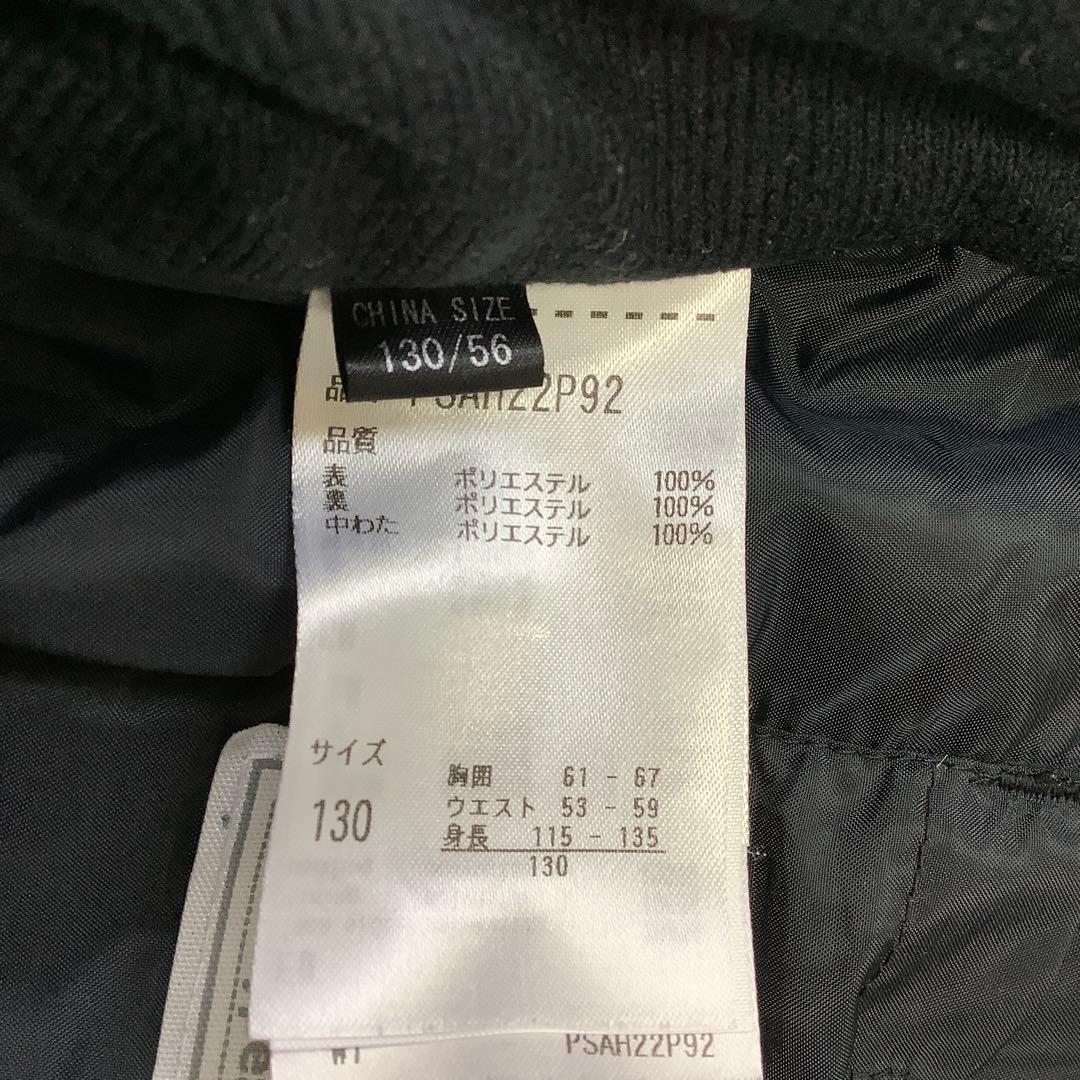 CHINA SIZE
130/56
品 PSAH22P92
品質
表 ポリエステル 100%
裏 ポリエステル 100%
中わた ポリエステル 100%
サイズ
130
胸囲 61 - 67
ウエスト 53 - 59
身長 115 - 135
130
PSAH22P92